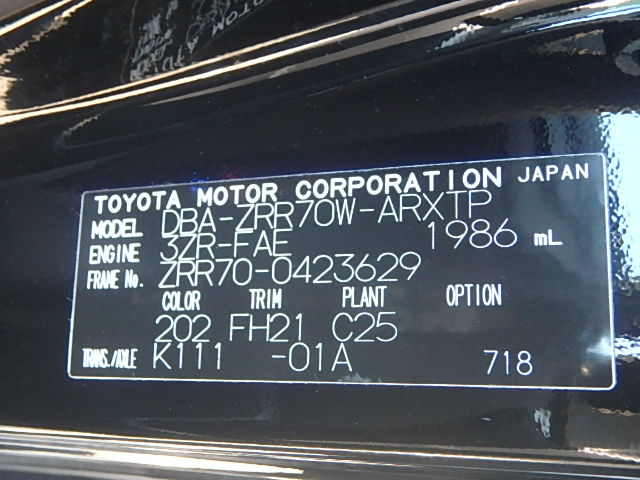 TOYOTA MOTOR CORPORATION JAPAN
MODEL DBA-ZRR70W-ARXTP
ENGINE 3ZR-FAE 1986 mL
FRAME No. ZRR70-0423629
COLOR TRIM PLANT OPTION
202 FH21 C25
TRANS./AXLE K111 -01A 718